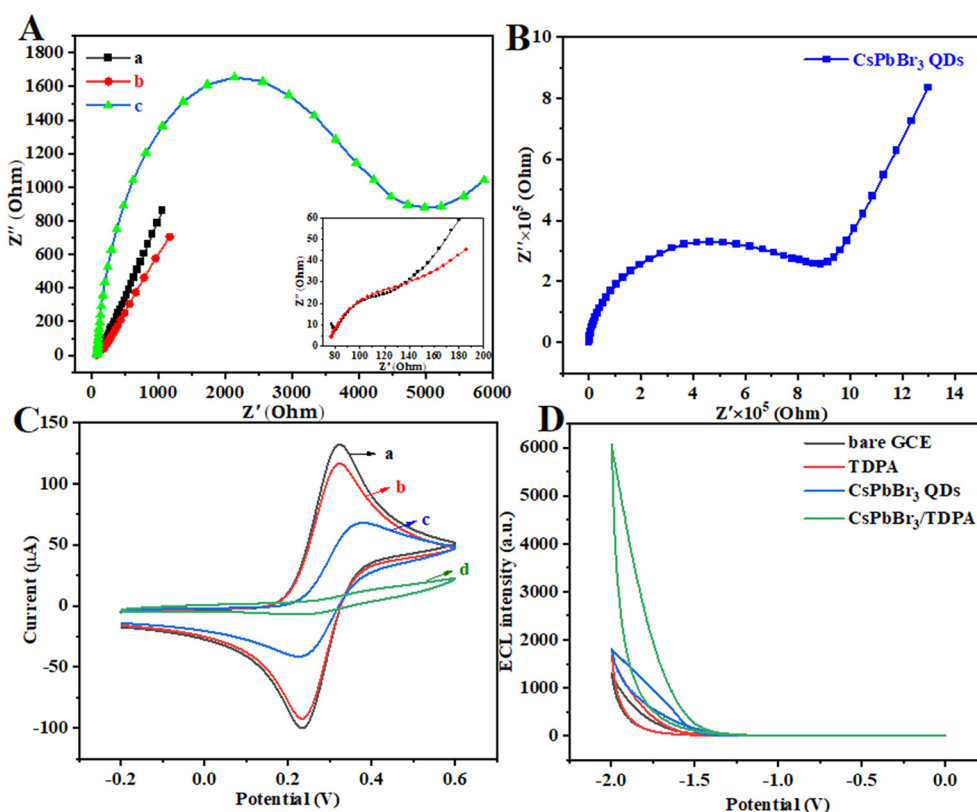 A
a
b
c
1800
1600
1400
1200
1000
800
600
400
200
0
Z″ (Ohm)
0 1000 2000 3000 4000 5000 6000
Z′ (Ohm)
60
50
40
30
20
10
0
Z″ (Ohm)
80 100 120 140 160 180 200
Z′ (Ohm)
B
CsPbBr₃ QDs
10
8
6
4
2
0
Z″×10⁵ (Ohm)
0 2 4 6 8 10 12 14
Z′×10⁵ (Ohm)
C
a
b
c
d
150
100
50
0
-50
-100
Current (μA)
-0.2 0.0 0.2 0.4 0.6
Potential (V)
D
bare GCE
TDPA
CsPbBr₃ QDs
CsPbBr₃/TDPA
6000
5000
4000
3000
2000
1000
0
ECL intensity (a.u.)
-2.0 -1.5 -1.0 -0.5 0.0
Potential (V)